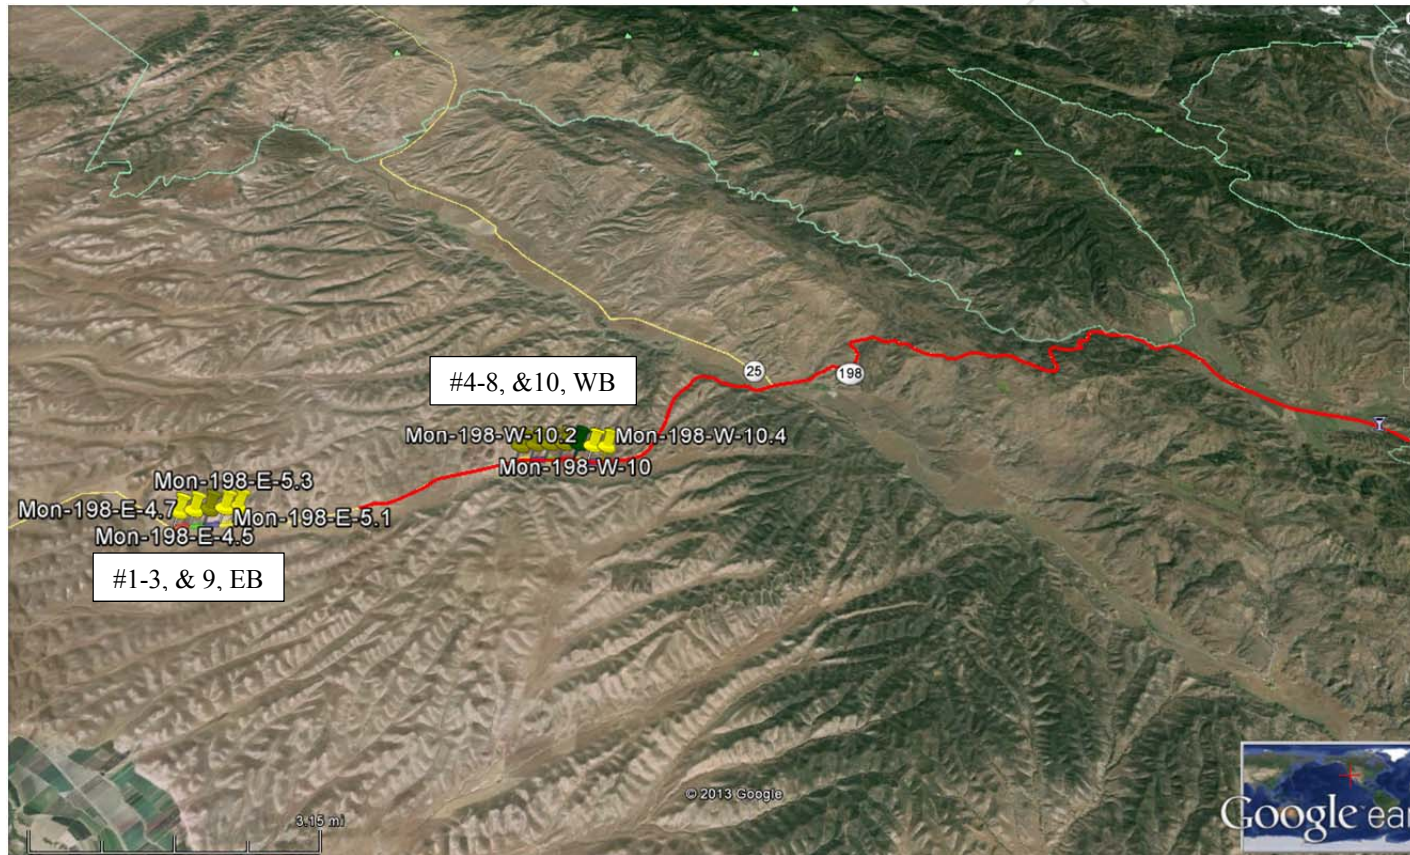 25
198
#4-8, &10, WB
Mon-198-W-10.2
Mon-198-W-10.4
Mon-198-W-10
Mon-198-E-5.3
Mon-198-E-4.7
Mon-198-E-5.1
Mon-198-E-4.5
#1-3, & 9, EB
© 2013 Google
3.15 mi
Google ear